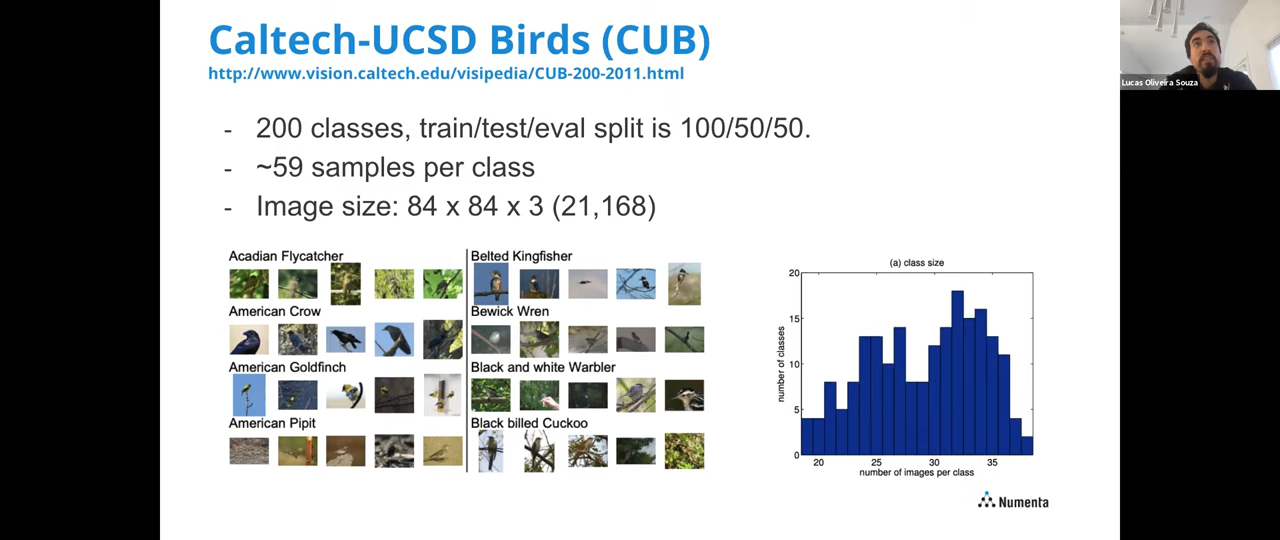 Caltech-UCSD Birds (CUB)
http://www.vision.caltech.edu/visipedia/CUB-200-2011.html
Lucas Oliveira Souza
- 200 classes, train/test/eval split is 100/50/50.
- ~59 samples per class
- Image size: 84 x 84 x 3 (21,168)
Acadian Flycatcher
American Crow
American Goldfinch
American Pipit
Belted Kingfisher
Bewick Wren
Black and white Warbler
Black billed Cuckoo
(a) class size
number of classes
20
15
10
5
0
20 25 30 35
number of images per class
Numenta